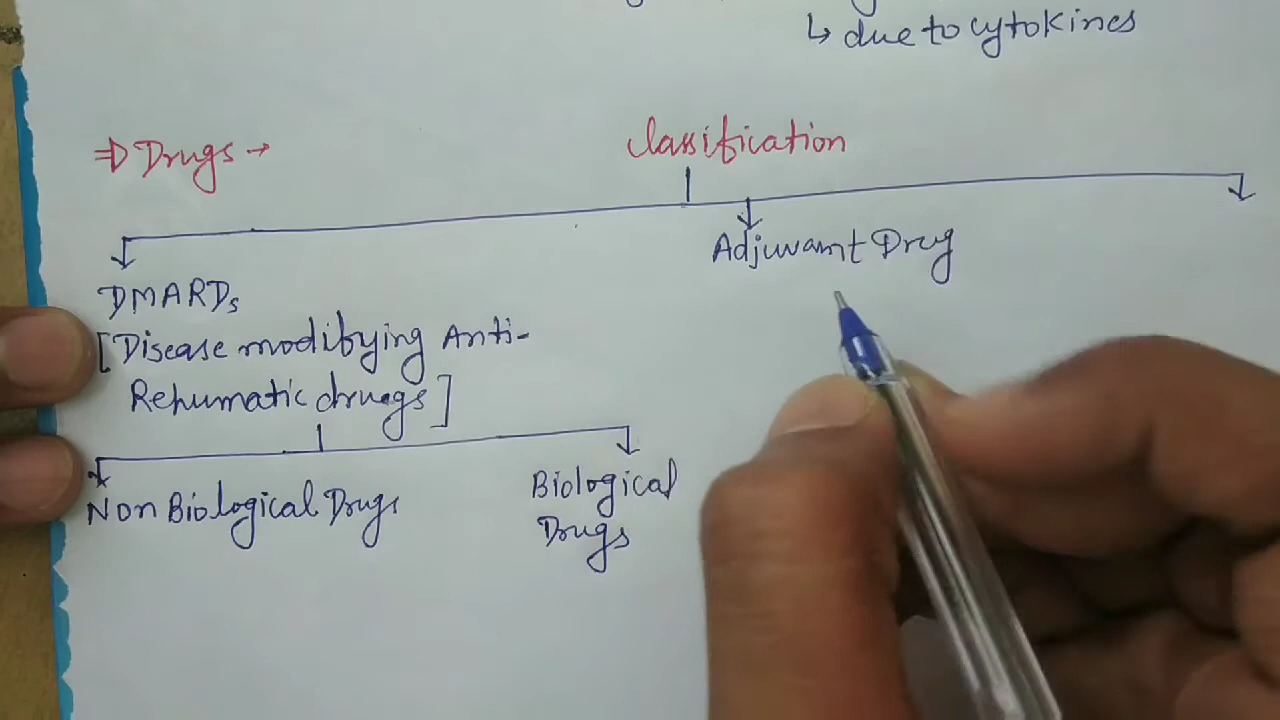 ↳ due to cytokines
⇒ Drugs →
Classification
Adjuvant Drug
DMARDs
[Disease modifying Anti-
Rehumatic drugs]
Non Biological Drugs
Biological
Drugs